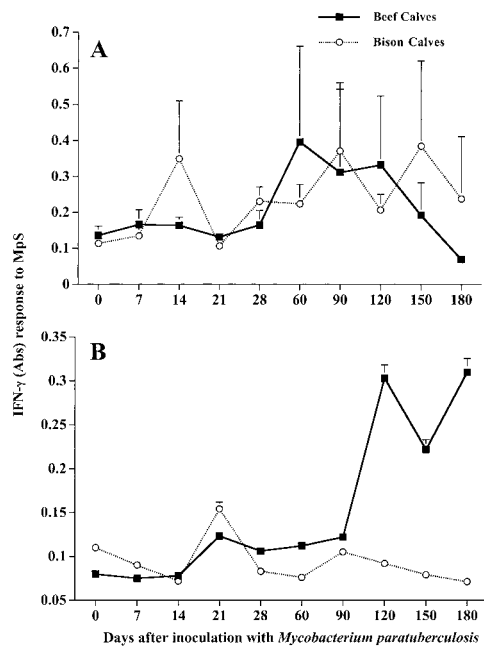 Beef Calves
Bison Calves
A
0.7
0.6
0.5
0.4
0.3
0.2
0.1
0
0 7 14 21 28 60 90 120 150 180
IFN-γ (Abs) response to MpS
B
0.35
0.3
0.25
0.2
0.15
0.1
0.05
0 7 14 21 28 60 90 120 150 180
Days after inoculation with Mycobacterium paratuberculosis